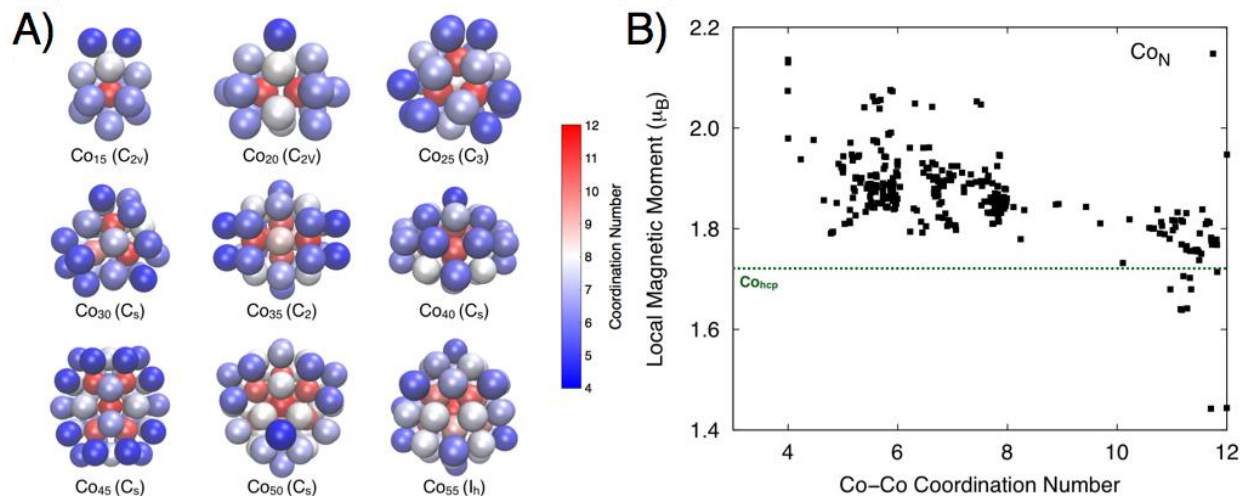 A)
Co15 (C2v)
Co20 (C2v)
Co25 (C3)
Co30 (Cs)
Co35 (C2)
Co40 (Cs)
Co45 (Cs)
Co50 (Cs)
Co55 (Ih)
12
11
10
9
8
7
6
5
4
Coordination Number
B)
CoN
2.2
2.0
1.8
1.6
1.4
Local Magnetic Moment (μB)
Cohcp
4 6 8 10 12
Co–Co Coordination Number